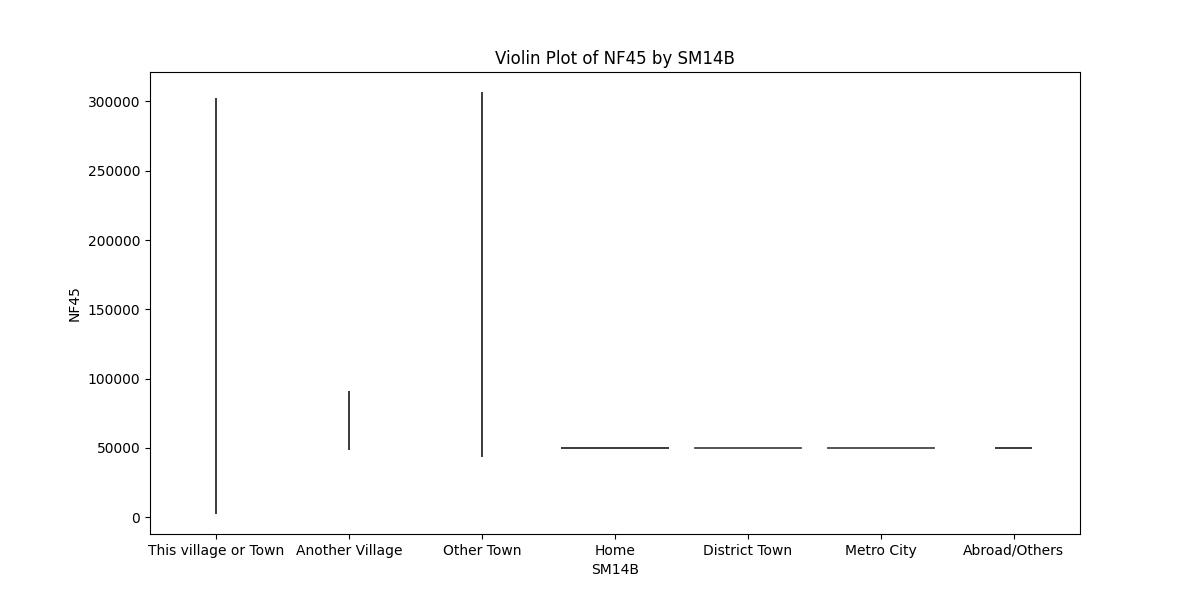 Violin Plot of NF45 by SM14B
300000
250000
200000
150000
100000
50000
0
NF45
This village or Town Another Village Other Town Home District Town Metro City Abroad/Others
SM14B